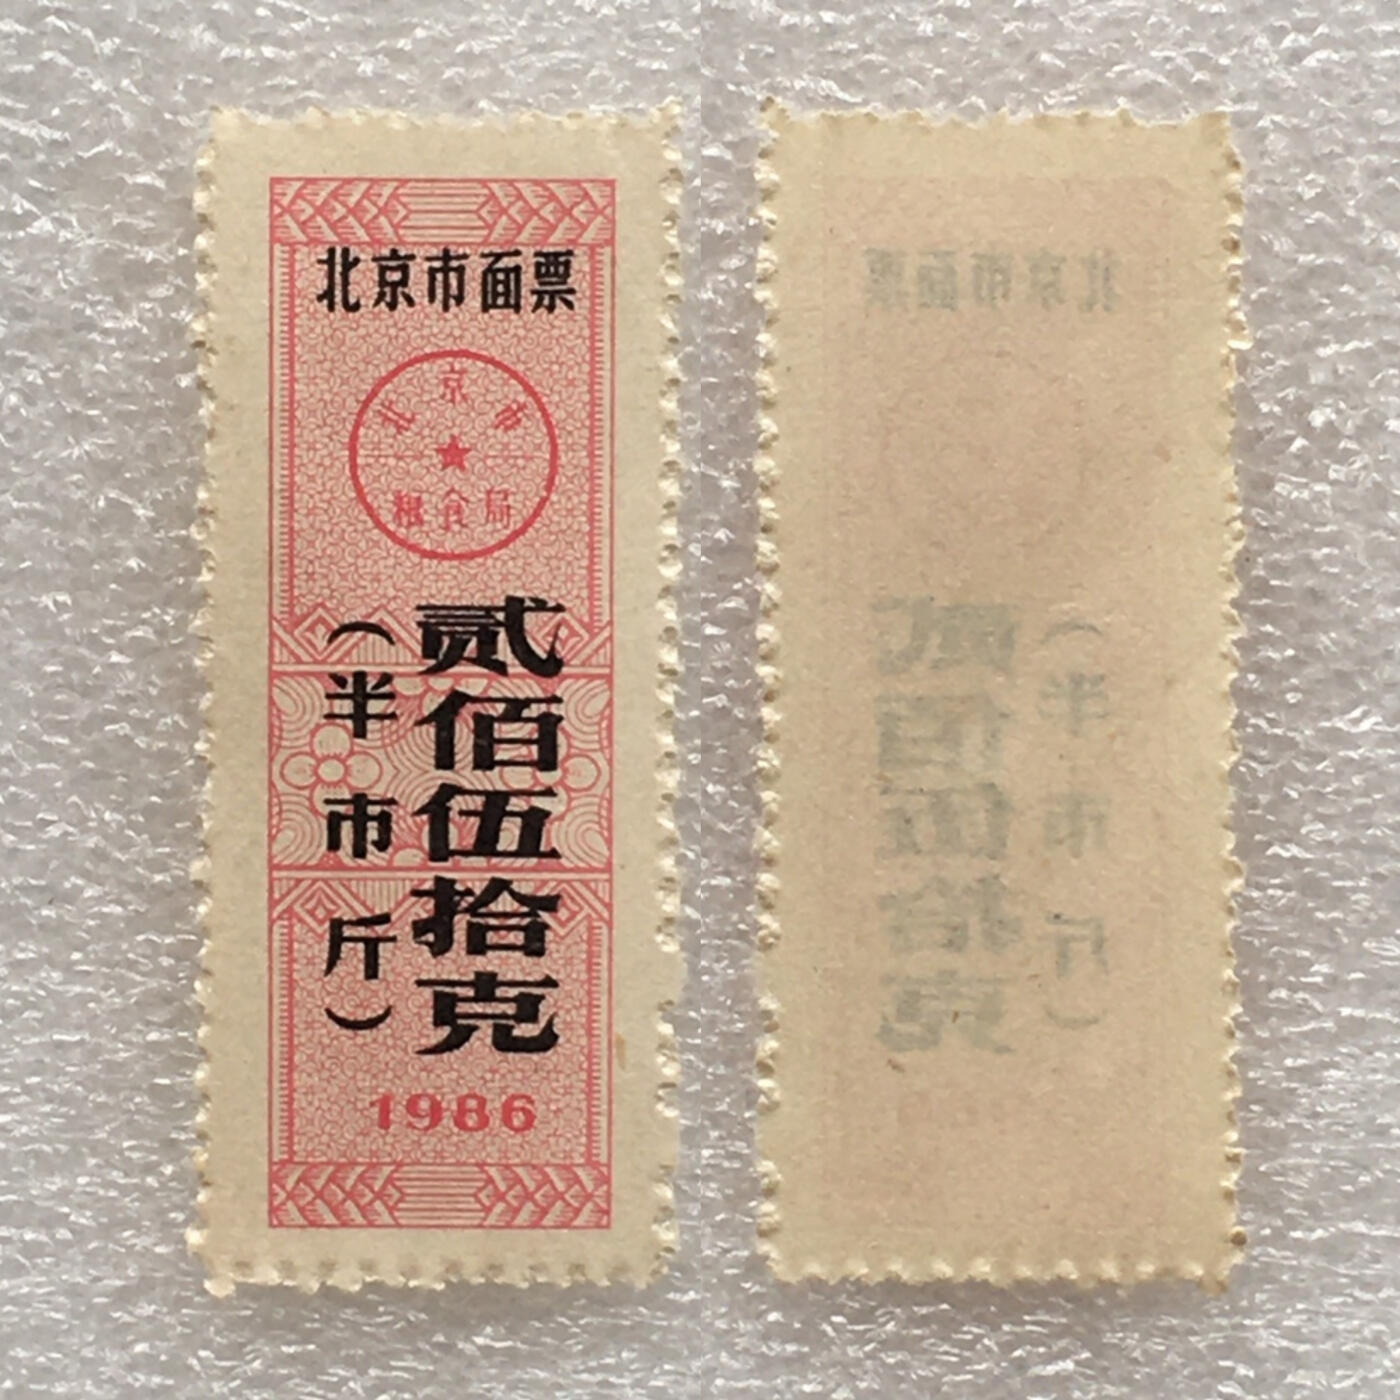 北京市面票
北京市
粮食局
贰佰伍拾克
（半市斤）
1986